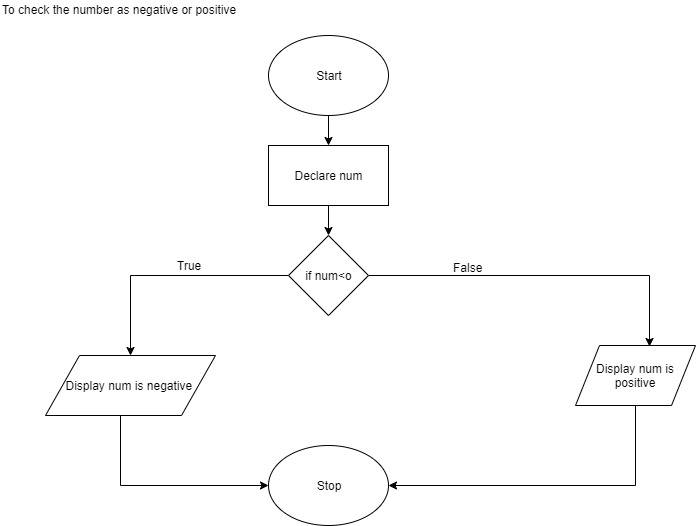 To check the number as negative or positive
Start
Declare num
if num<o
True
False
Display num is negative
Display num is
positive
Stop